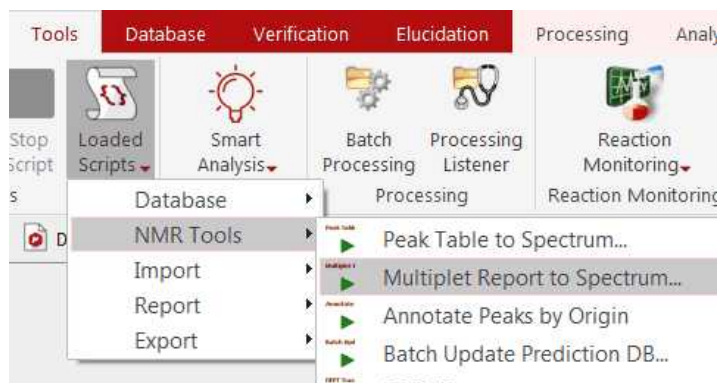 Tools Database Verification Elucidation Processing Analy
Stop Loaded Smart Batch Processing Reaction
Script Scripts Analysis Processing Listener Monitoring
s Processing Reaction Monitoring
D Database
NMR Tools
Import
Report
Export
Peak Table to Spectrum...
Multiplet Report to Spectrum...
Annotate Peaks by Origin
Batch Update Prediction DB...